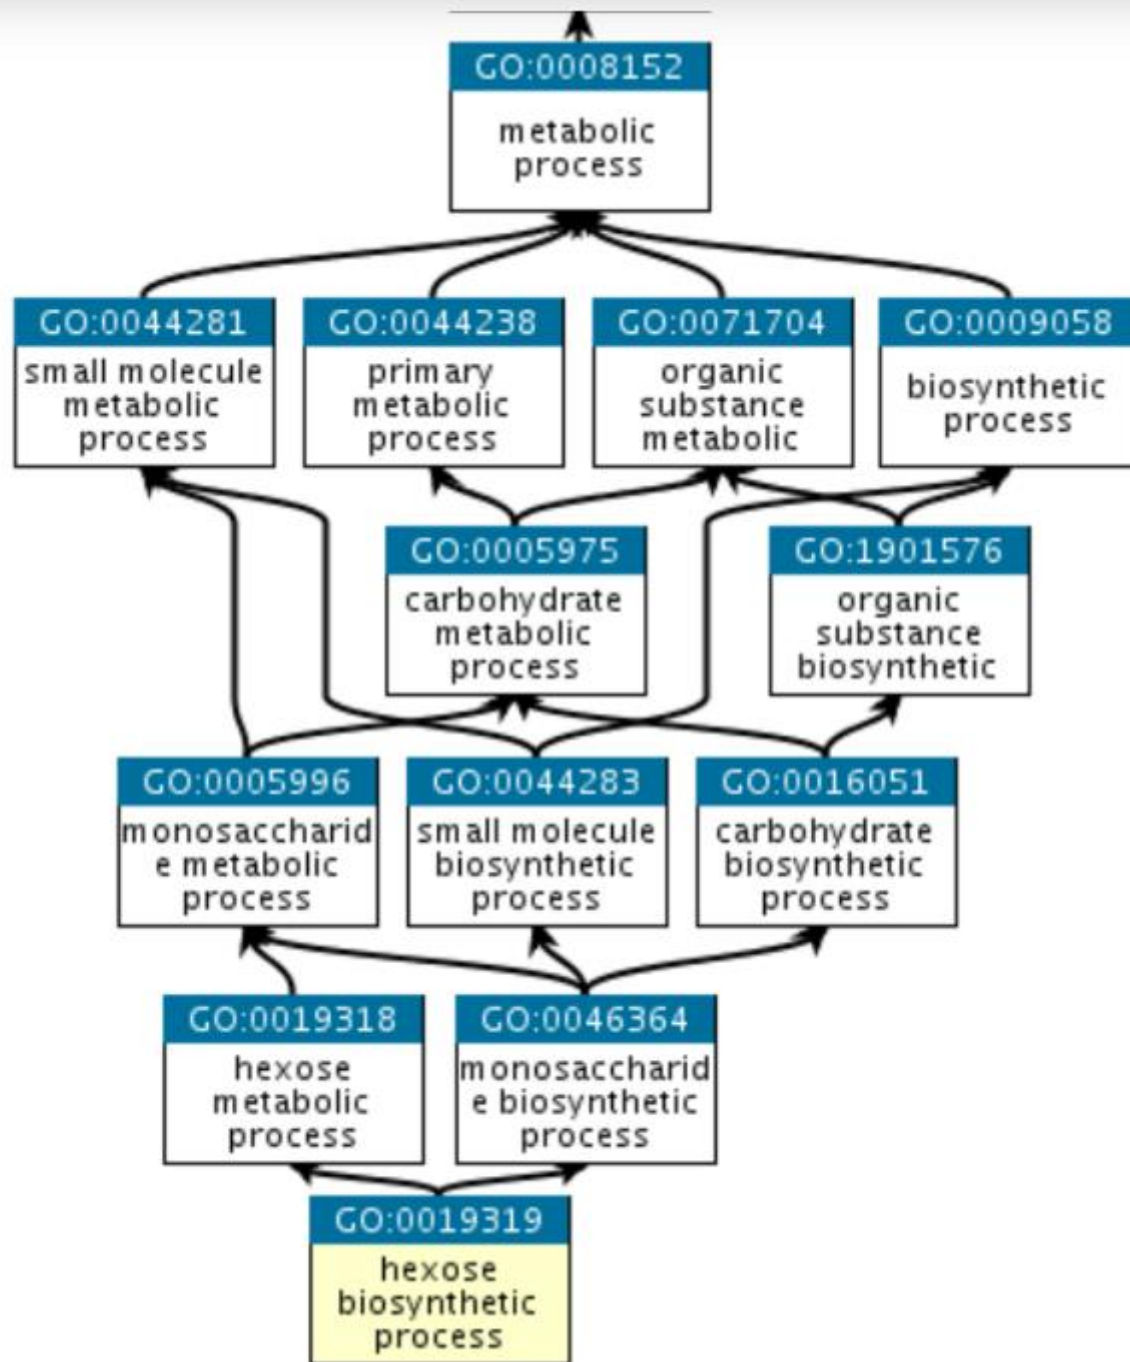 GO:0008152
metabolic
process
GO:0044281
small molecule
metabolic
process
GO:0044238
primary
metabolic
process
GO:0071704
organic
substance
metabolic
GO:0009058
biosynthetic
process
GO:0005975
carbohydrate
metabolic
process
GO:1901576
organic
substance
biosynthetic
GO:0005996
monosaccharid
e metabolic
process
GO:0044283
small molecule
biosynthetic
process
GO:0016051
carbohydrate
biosynthetic
process
GO:0019318
hexose
metabolic
process
GO:0046364
monosaccharid
e biosynthetic
process
GO:0019319
hexose
biosynthetic
process